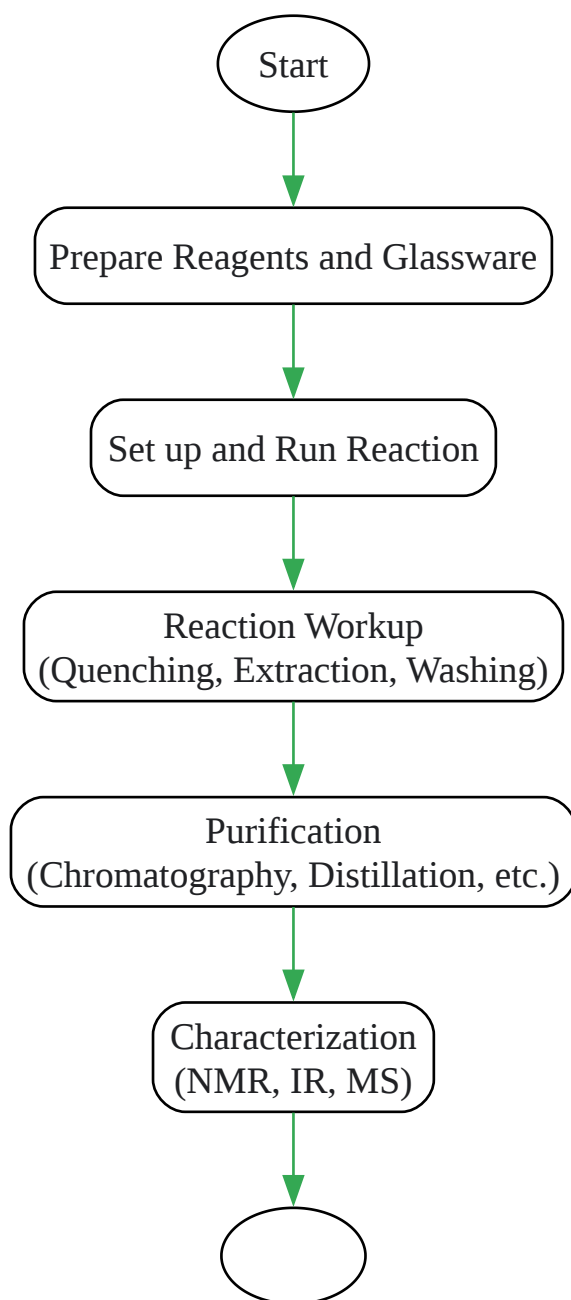 Start
Prepare Reagents and Glassware
Set up and Run Reaction
Reaction Workup
(Quenching, Extraction, Washing)
Purification
(Chromatography, Distillation, etc.)
Characterization
(NMR, IR, MS)